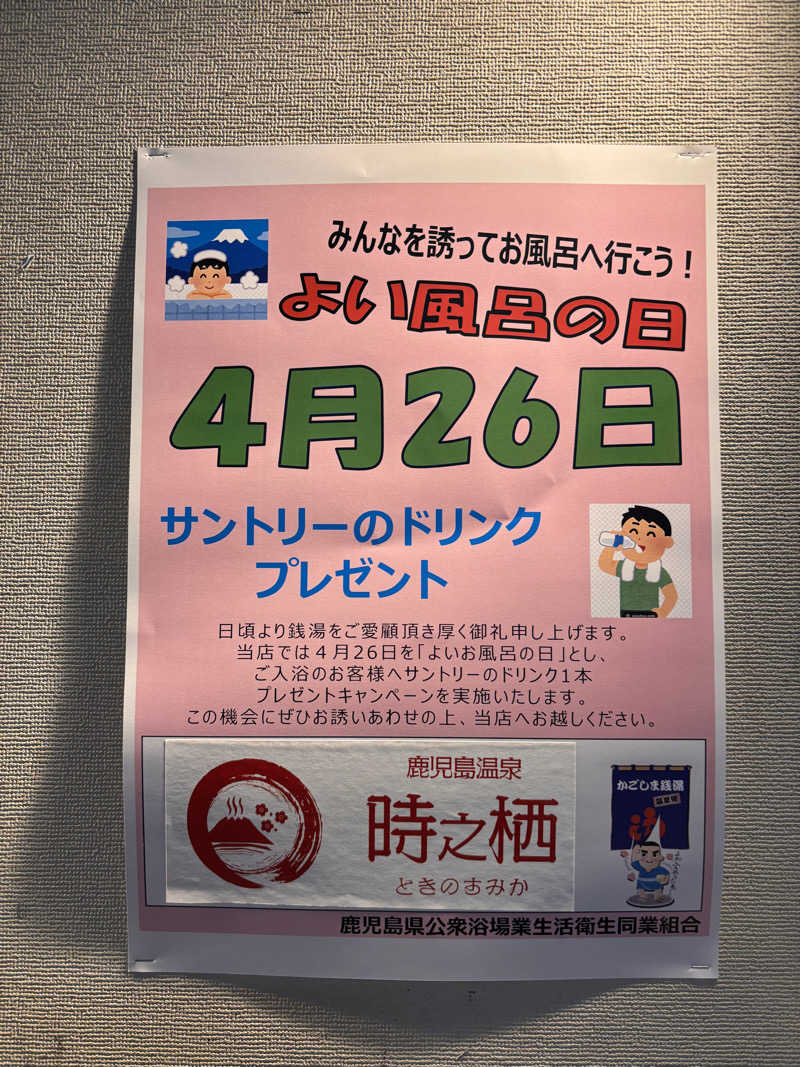 みんなを誘ってお風呂へ行こう！
よい風呂の日
4月26日
サントリーのドリンク
プレゼント
日頃より銭湯をご愛顧頂き厚く御礼申し上げます。
当店では４月26日を「よいお風呂の日」とし、
ご入浴のお客様へサントリーのドリンク1本
プレゼントキャンペーンを実施いたします。
この機会にぜひお誘いあわせの上、当店へお越しください。
鹿児島温泉
時之栖
ときのすみか
かごしま銭湯
鹿児島県公衆浴場業生活衛生同業組合